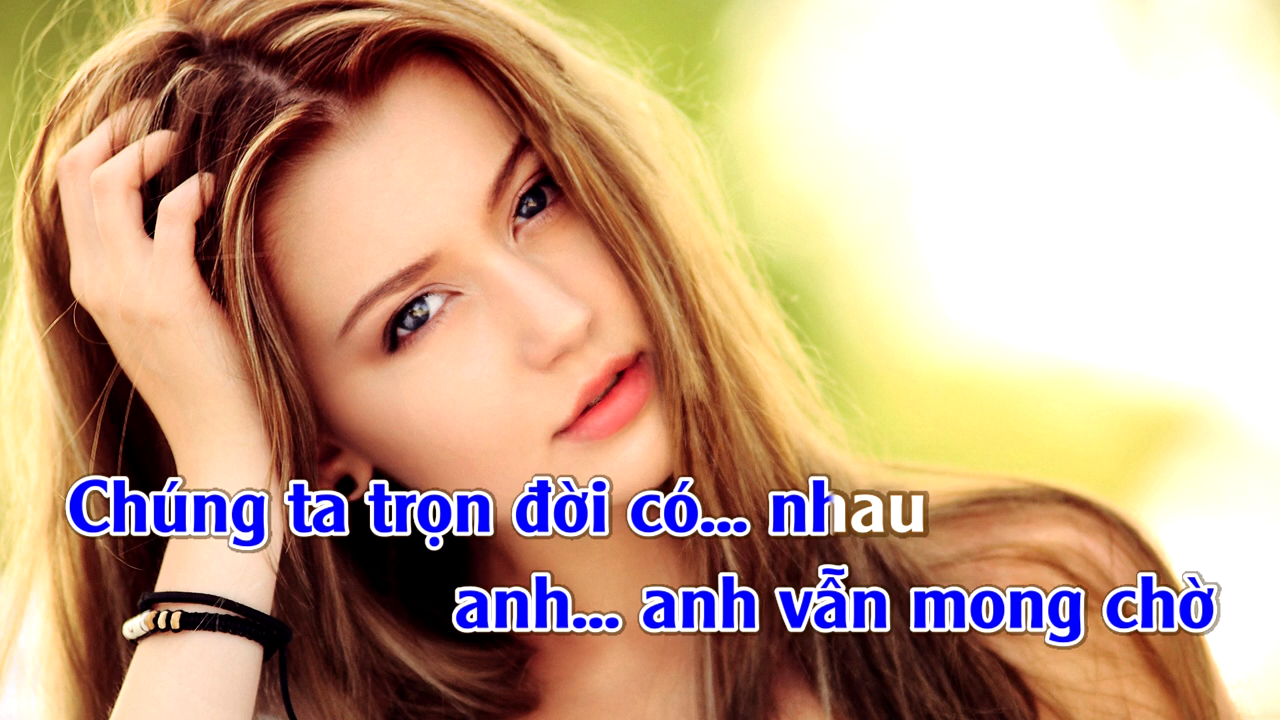 Chúng ta trọn đời có... nhau
anh... anh vẫn mong chờ